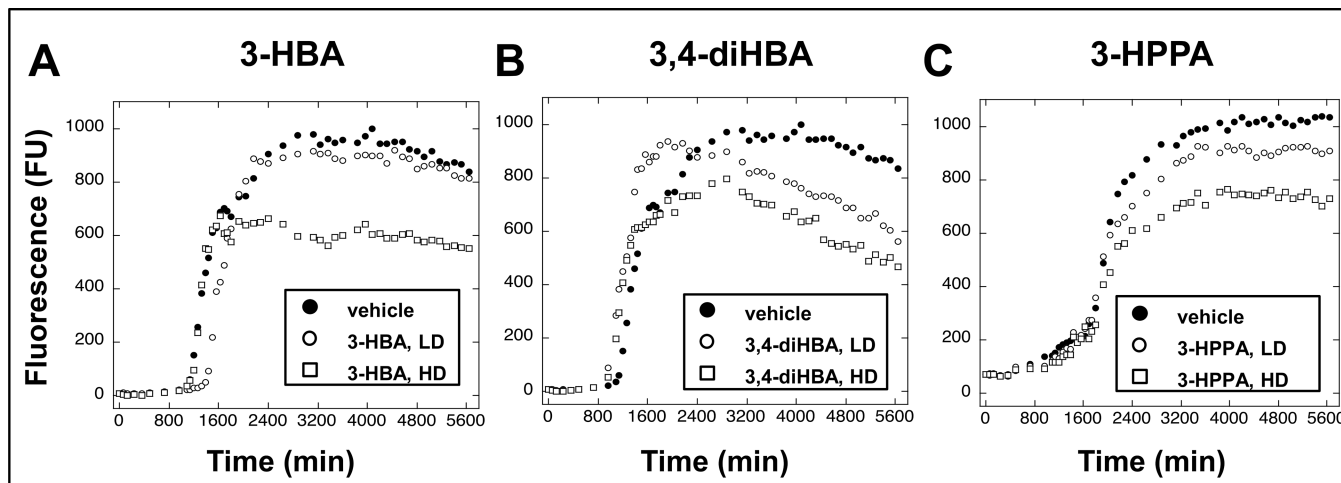 A 3-HBA
Fluorescence (FU)
1000
800
600
400
200
0
0 800 1600 2400 3200 4000 4800 5600
Time (min)
vehicle
3-HBA, LD
3-HBA, HD
B 3,4-diHBA
1000
800
600
400
200
0
0 800 1600 2400 3200 4000 4800 5600
Time (min)
vehicle
3,4-diHBA, LD
3,4-diHBA, HD
C 3-HPPA
1000
800
600
400
200
0
0 800 1600 2400 3200 4000 4800 5600
Time (min)
vehicle
3-HPPA, LD
3-HPPA, HD